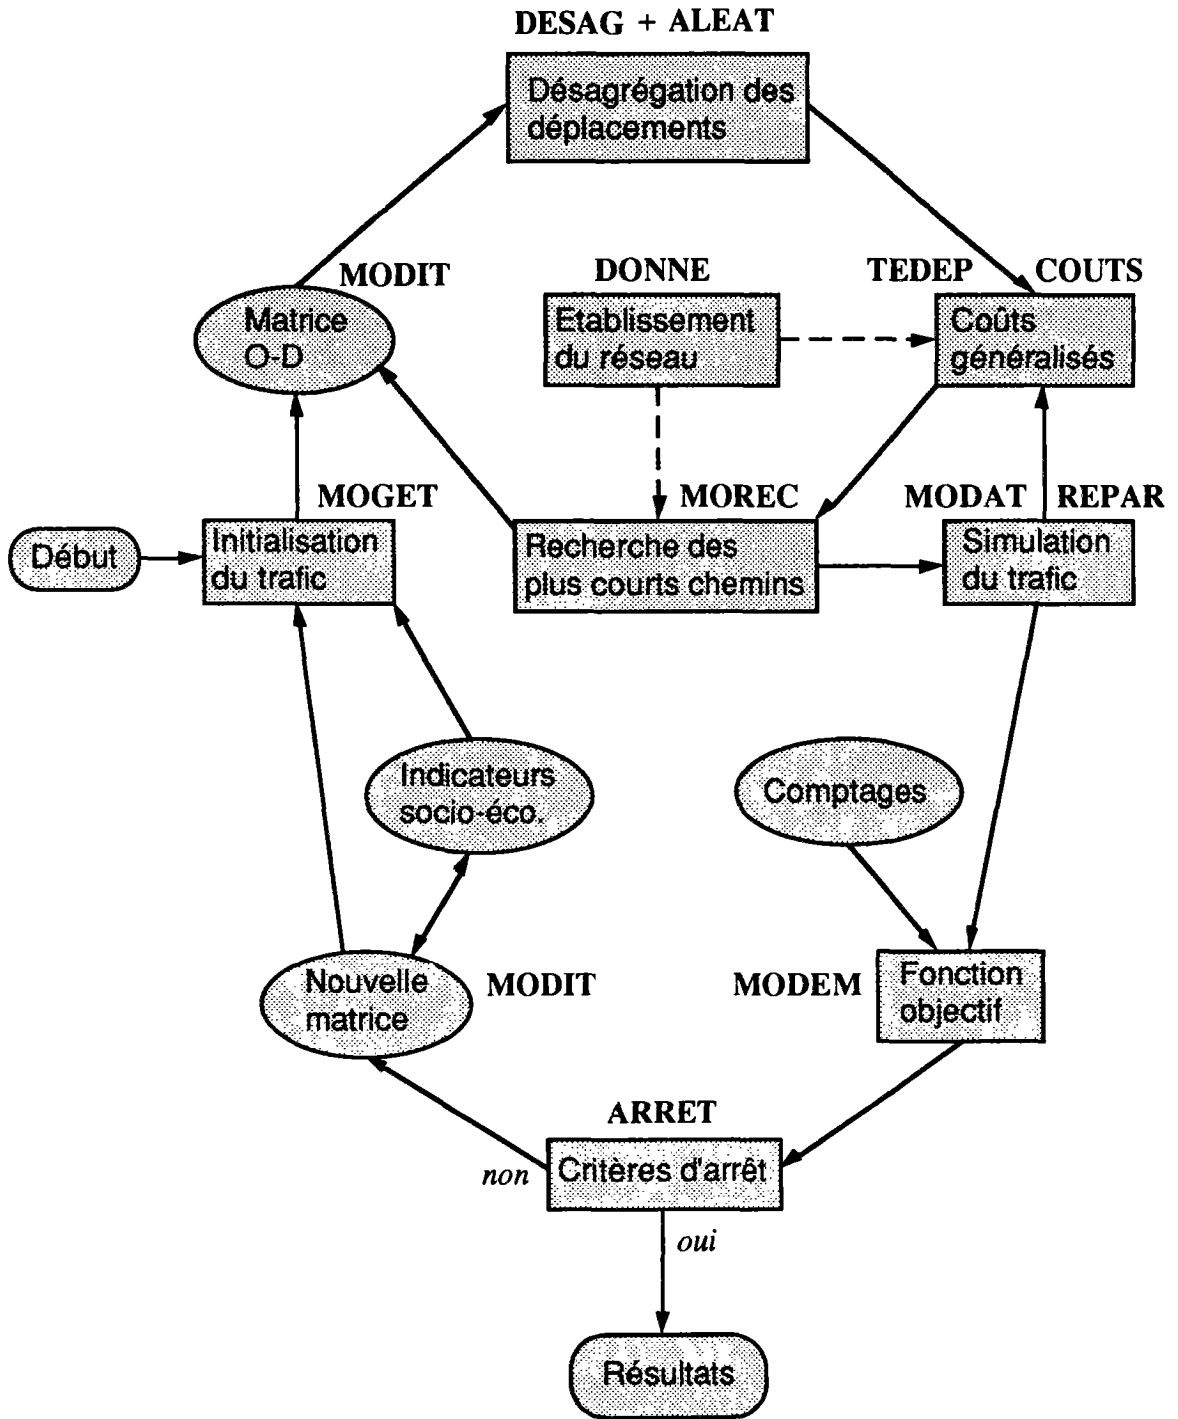 DESAG + ALEAT
Désagrégation des
déplacements
MODIT
DONNE
TEDEP
COUTS
Matrice
O-D
Etablissement
du réseau
Coûts
généralisés
MOGET
MOREC
MODAT
REPAR
Début
Initialisation
du trafic
Recherche des
plus courts chemins
Simulation
du trafic
Indicateurs
socio-éco.
Comptages
Nouvelle
matrice
MODIT
MODEM
Fonction
objectif
ARRET
non
Critères d'arrêt
oui
Résultats